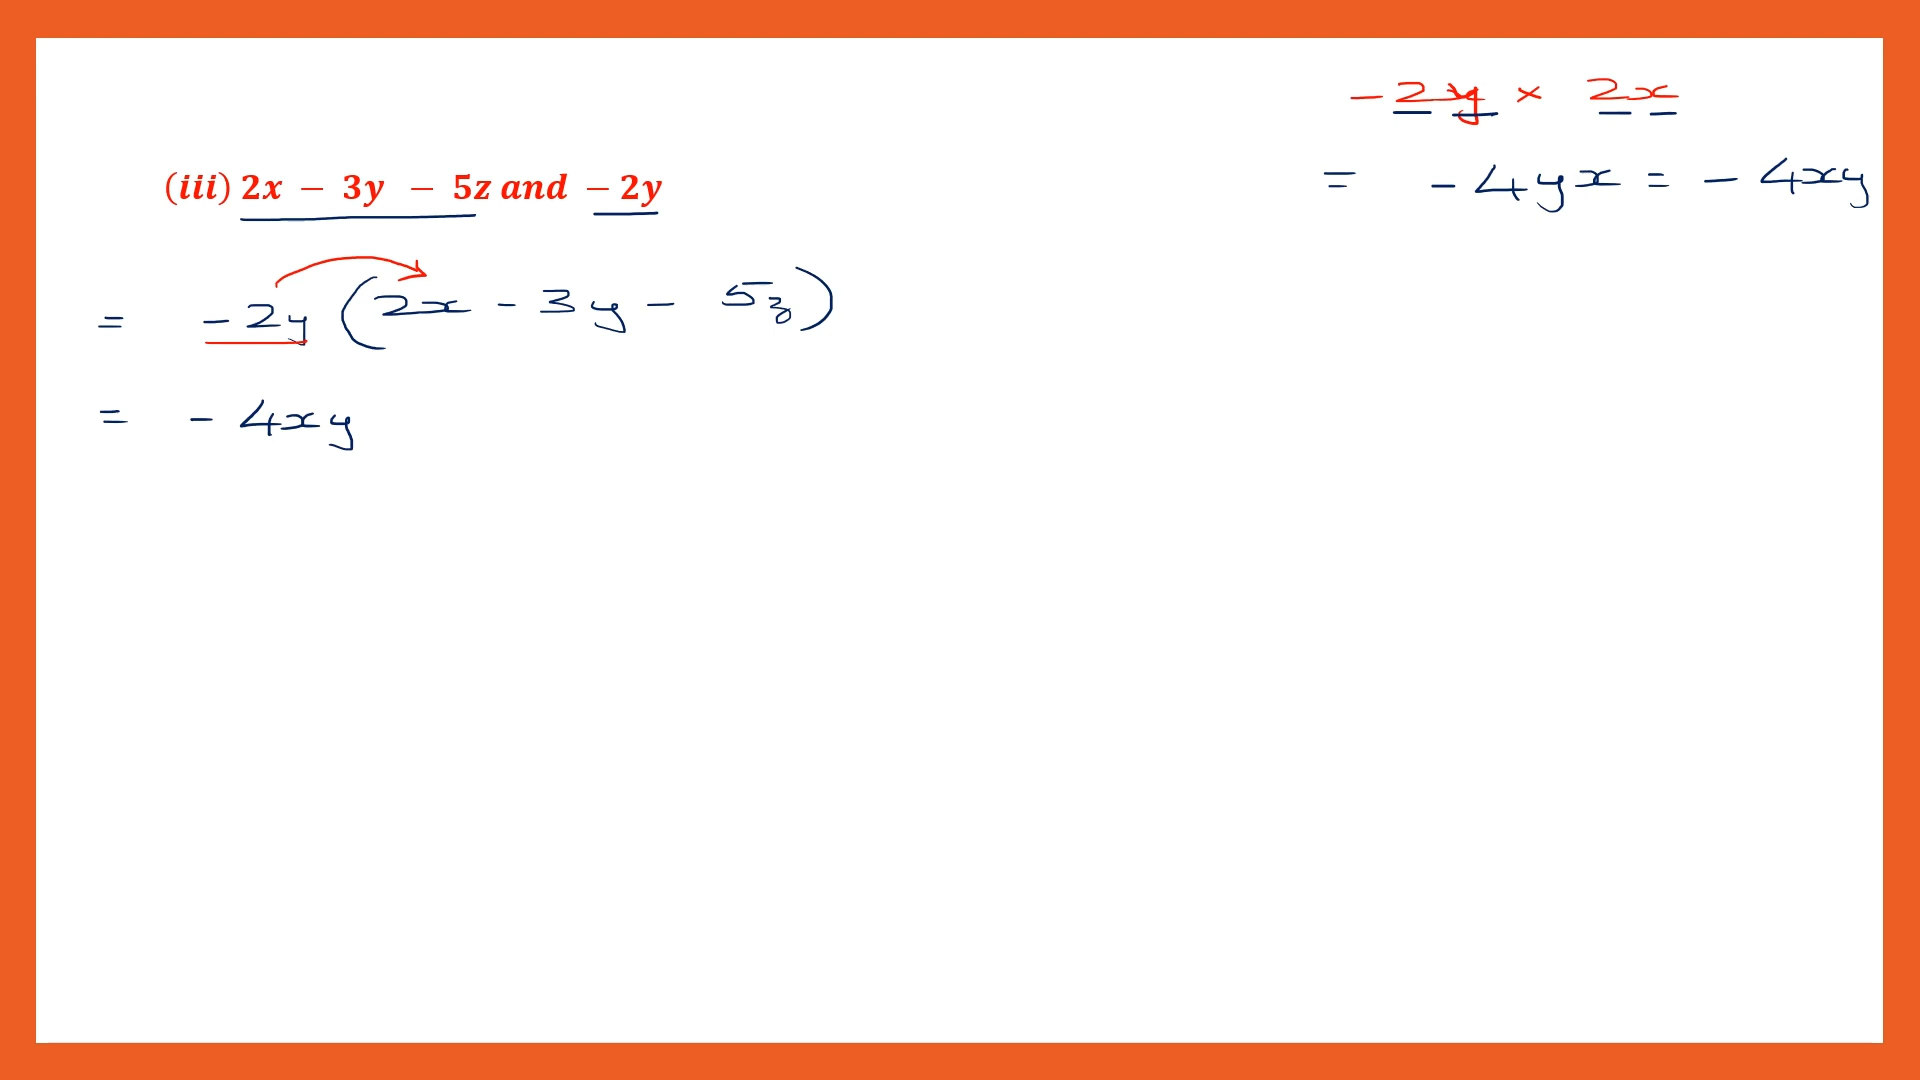 - 2y × 2x
= - 4yx = - 4xy
(iii) 2x - 3y - 5z and - 2y
= - 2y (2x - 3y - 5z)
= - 4xy